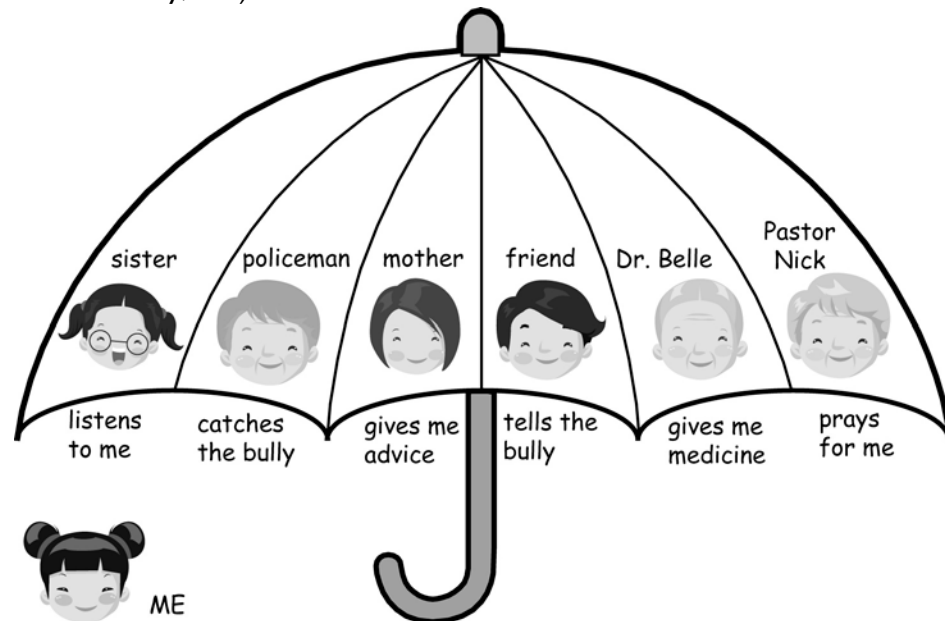 sister
policeman
mother
friend
Dr. Belle
Pastor
Nick
listens
to me
catches
the bully
gives me
advice
tells the
bully
gives me
medicine
prays
for me
ME